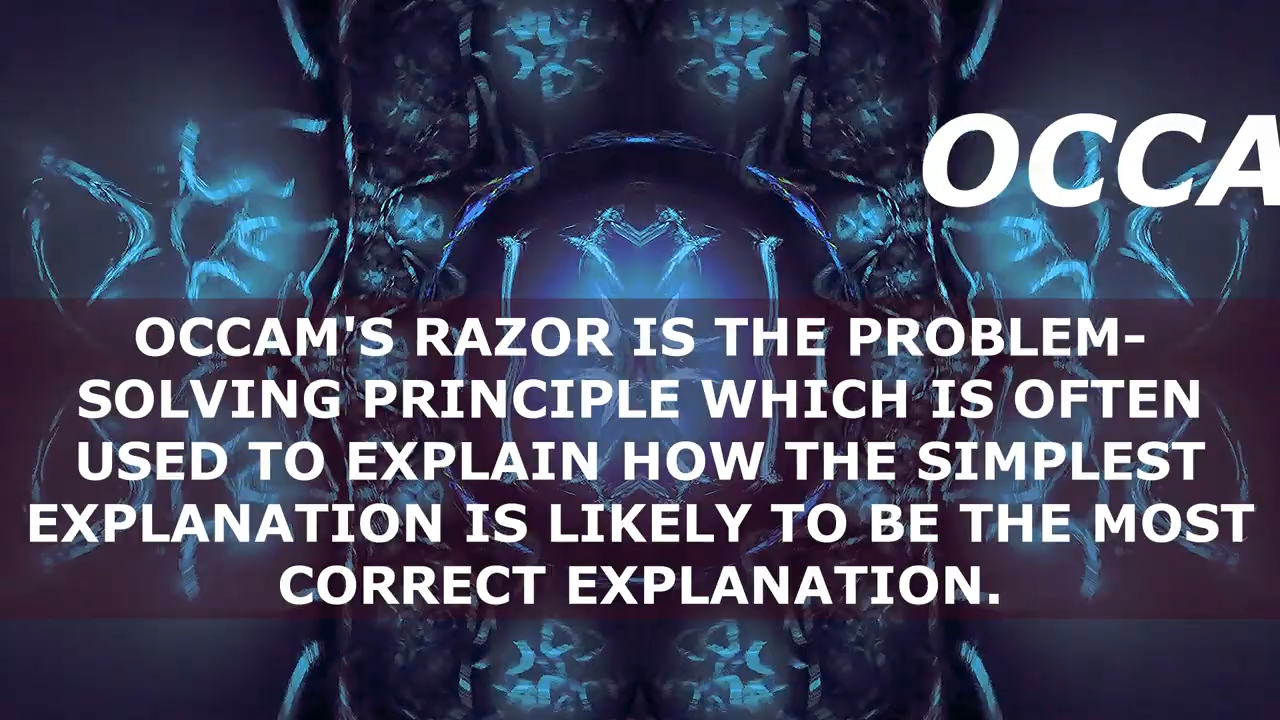 OCCA
OCCAM'S RAZOR IS THE PROBLEM-
SOLVING PRINCIPLE WHICH IS OFTEN
USED TO EXPLAIN HOW THE SIMPLEST
EXPLANATION IS LIKELY TO BE THE MOST
CORRECT EXPLANATION.